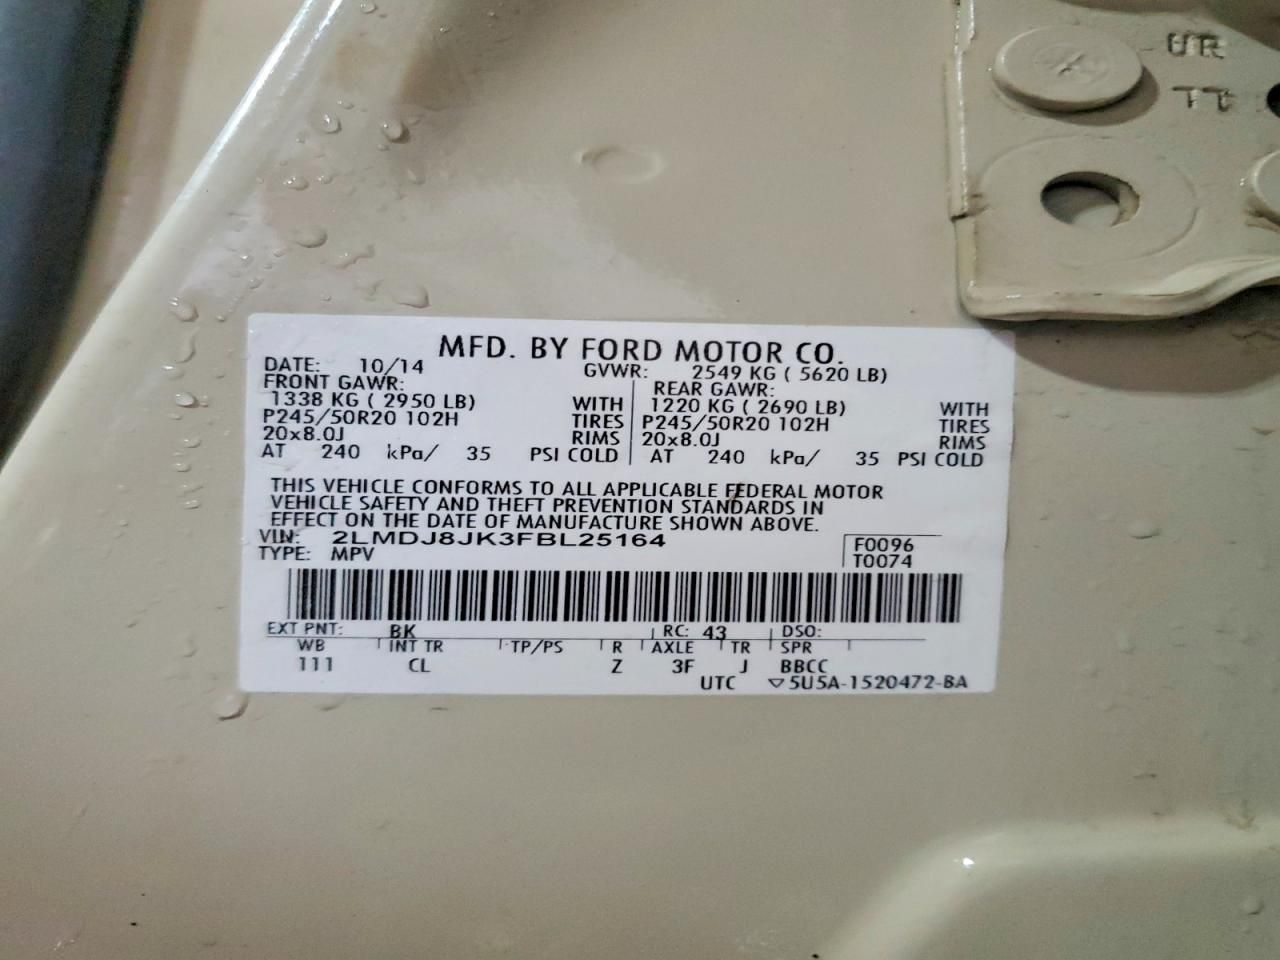 UR
TT
MFD. BY FORD MOTOR CO.
DATE: 10/14 GVWR: 2549 KG ( 5620 LB)
FRONT GAWR: REAR GAWR:
1338 KG ( 2950 LB) WITH 1220 KG ( 2690 LB) WITH
P245/50R20 102H TIRES P245/50R20 102H TIRES
20x8.0J RIMS 20x8.0J RIMS
AT 240 kPa/ 35 PSI COLD AT 240 kPa/ 35 PSI COLD
THIS VEHICLE CONFORMS TO ALL APPLICABLE FEDERAL MOTOR
VEHICLE SAFETY AND THEFT PREVENTION STANDARDS IN
EFFECT ON THE DATE OF MANUFACTURE SHOWN ABOVE.
VIN: 2LMDJ8JK3FBL25164 F0096
TYPE: MPV T0074
EXT PNT: BK RC: 43 DSO:
WB INT TR TP/PS R AXLE TR SPR
111 CL Z 3F J BBCC
UTC ▽5U5A-1520472-BA